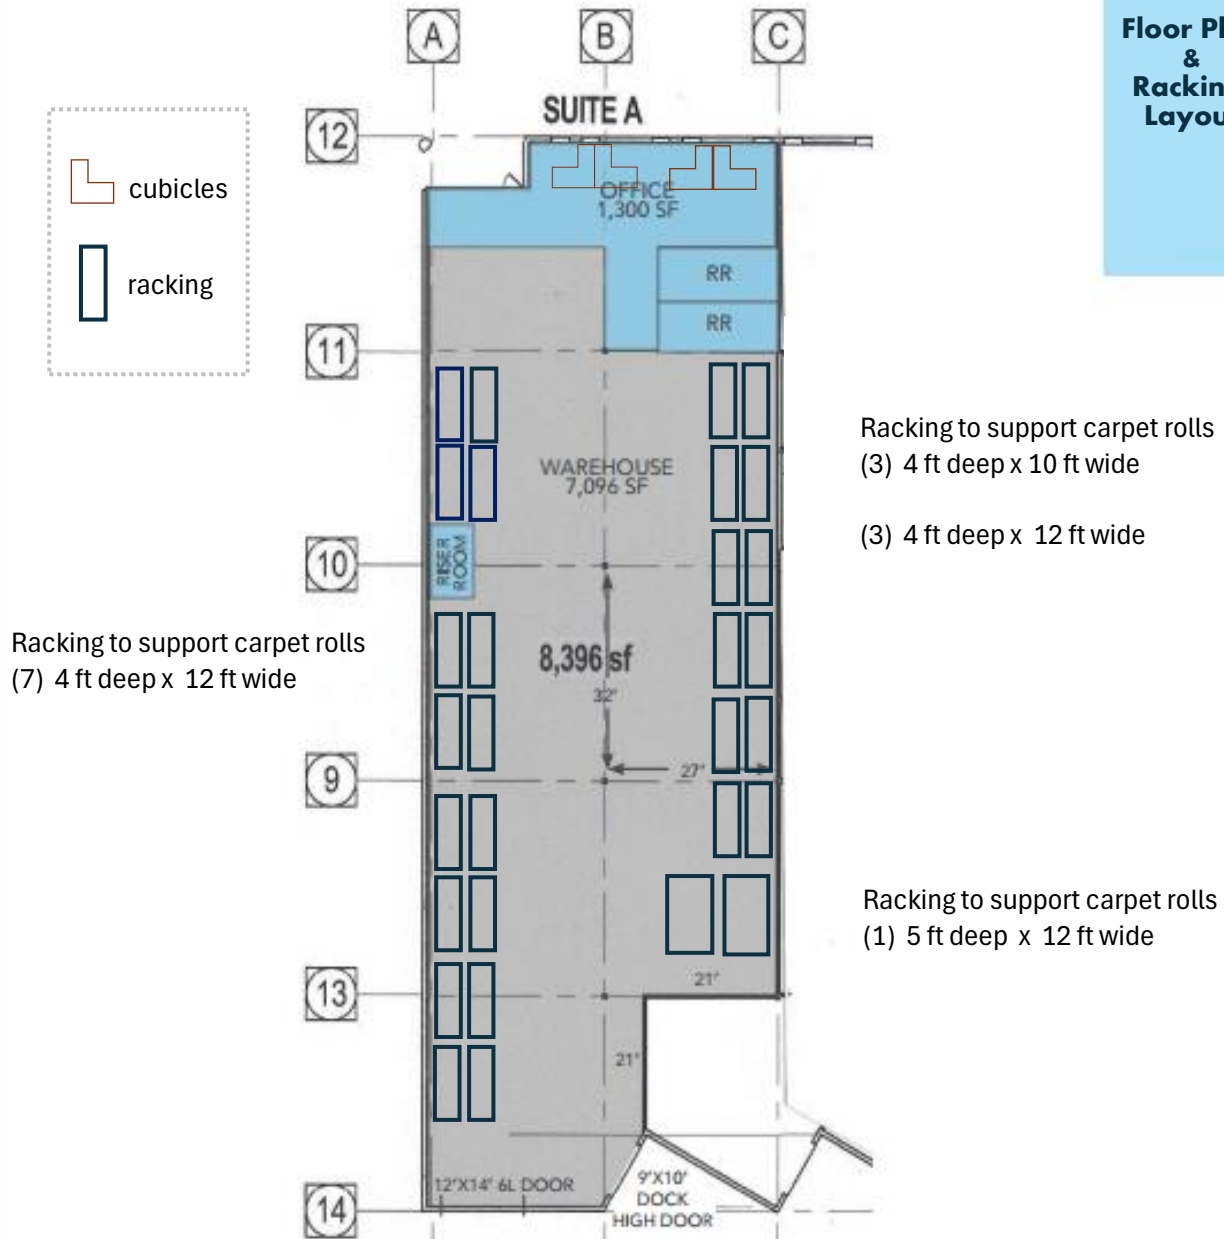 A
B
C
Floor Pl
&
Rackin
Layou
SUITE A
12
cubicles
OFFICE
1,300 SF
racking
RR
RR
11
Racking to support carpet rolls
(3) 4 ft deep x 10 ft wide
(3) 4 ft deep x 12 ft wide
WAREHOUSE
7,096 SF
RISER
ROOM
10
Racking to support carpet rolls
(7) 4 ft deep x 12 ft wide
8,396 sf
32'
27'
9
Racking to support carpet rolls
(1) 5 ft deep x 12 ft wide
21'
13
21'
12'X14' 6L DOOR
9'X10'
DOCK
HIGH DOOR
14